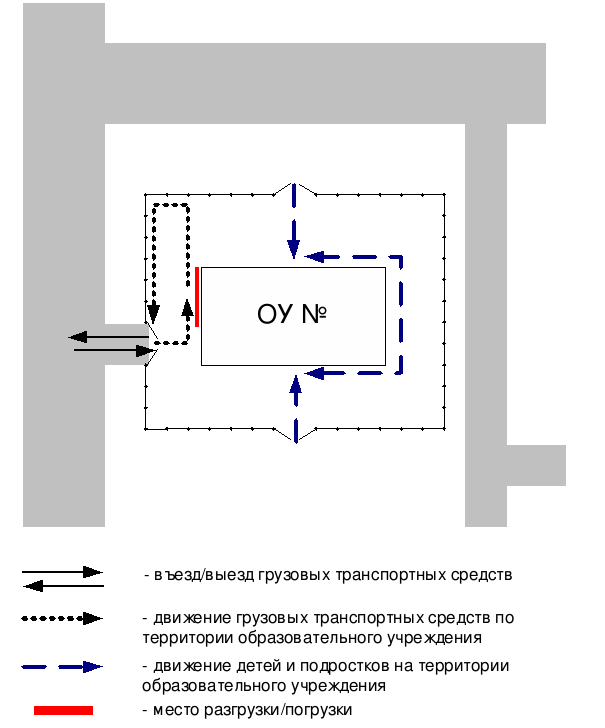 ОУ №
- въезд/выезд грузовых транспортных средств
- движение грузовых транспортных средств по
территории образовательного учреждения
- движение детей и подростков на территории
образовательного учреждения
- место разгрузки/погрузки